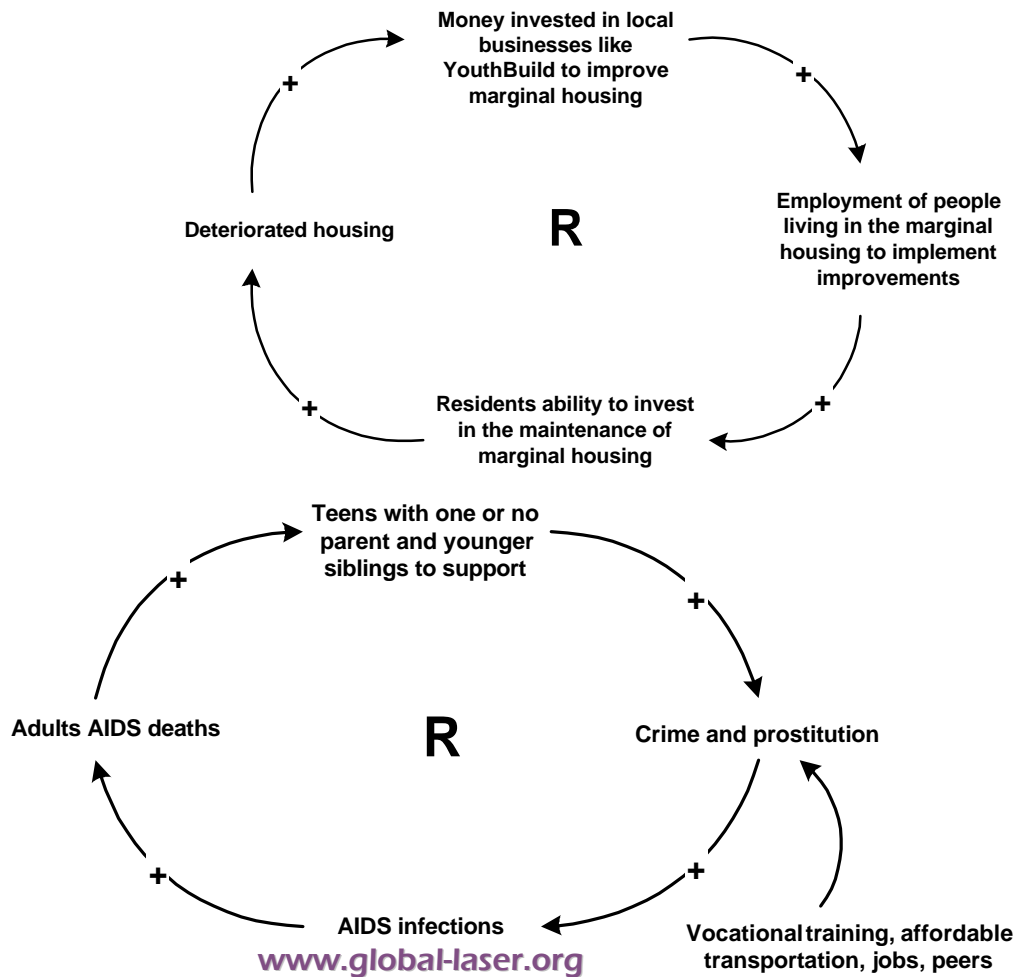 Money invested in local
businesses like
YouthBuild to improve
marginal housing
+
+
Deteriorated housing
R
Employment of people
living in the marginal
housing to implement
improvements
+
+
Residents ability to invest
in the maintenance of
marginal housing
Teens with one or no
parent and younger
siblings to support
+
+
Adults AIDS deaths
R
Crime and prostitution
+
+
AIDS infections
www.global-laser.org
Vocational training, affordable
transportation, jobs, peers